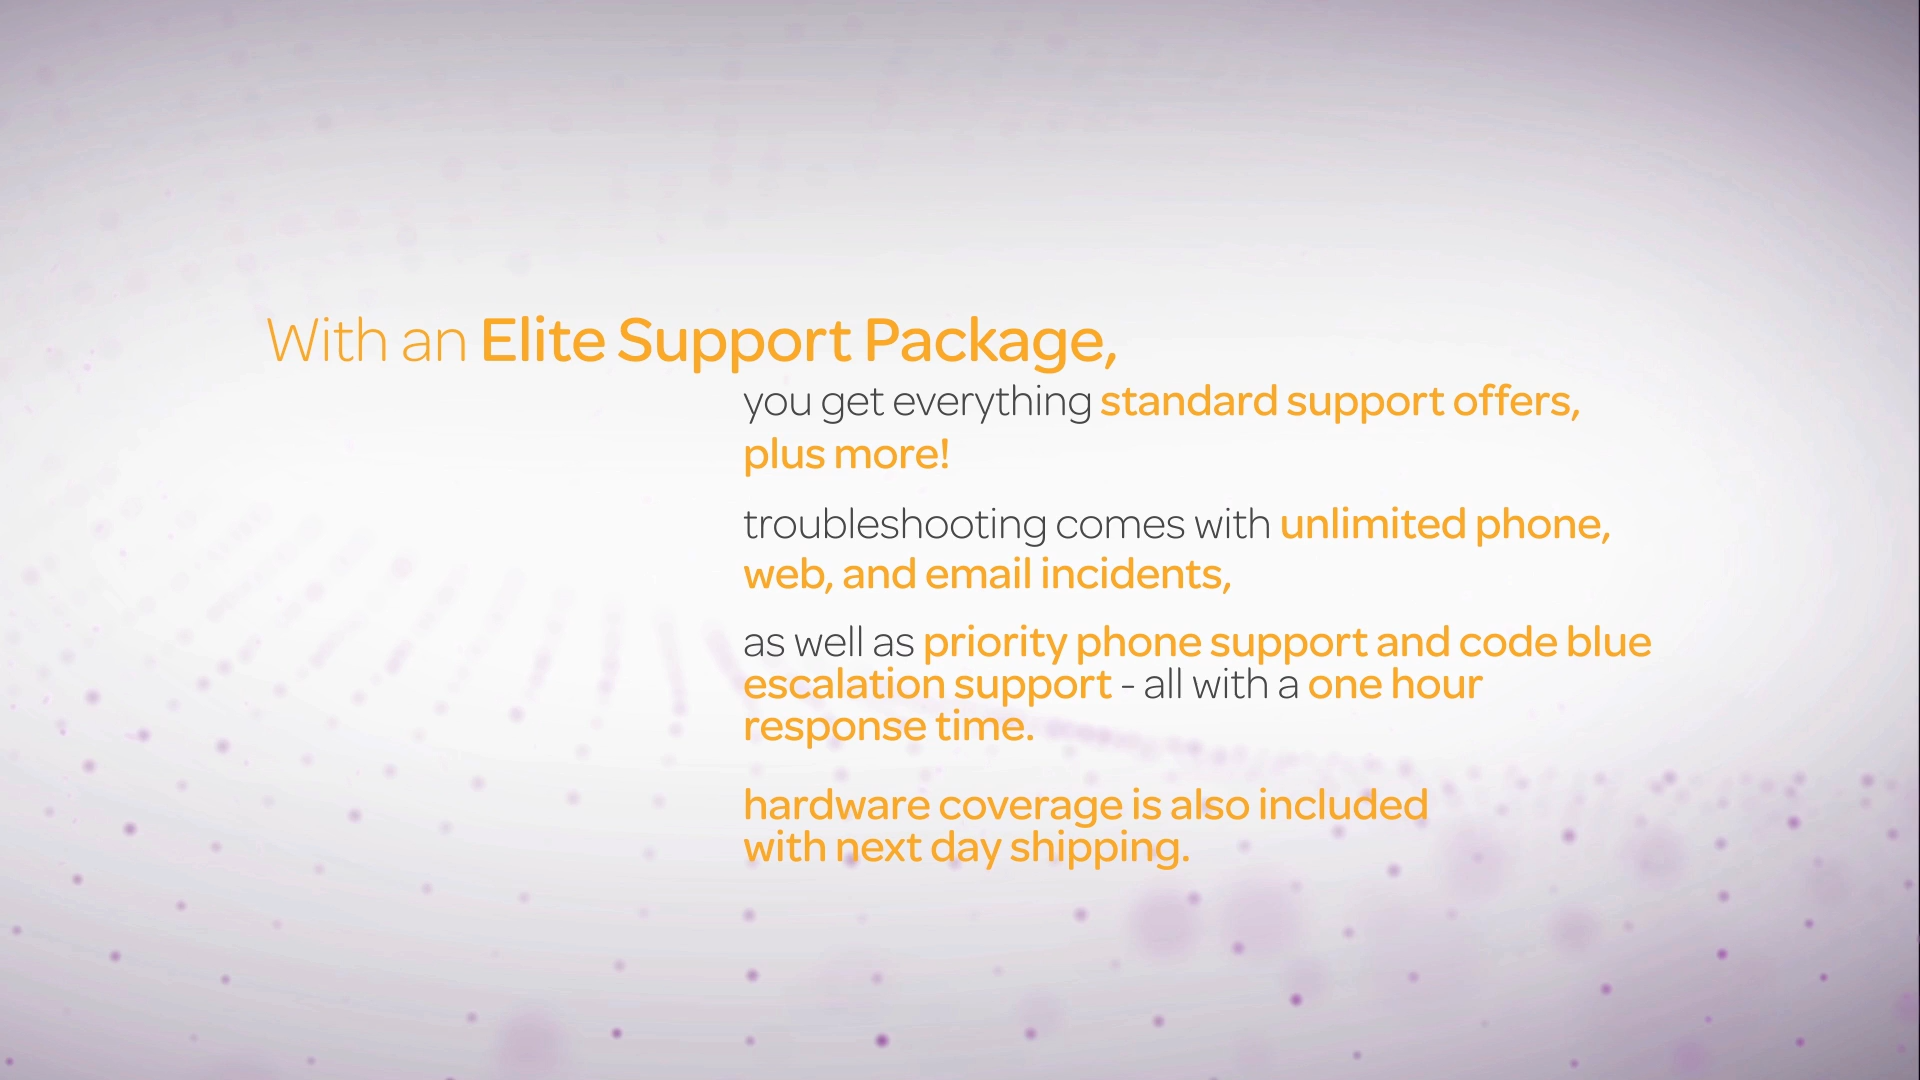 With an Elite Support Package,
you get everything standard support offers,
plus more!
troubleshooting comes with unlimited phone,
web, and email incidents,
as well as priority phone support and code blue
escalation support - all with a one hour
response time.
hardware coverage is also included
with next day shipping.